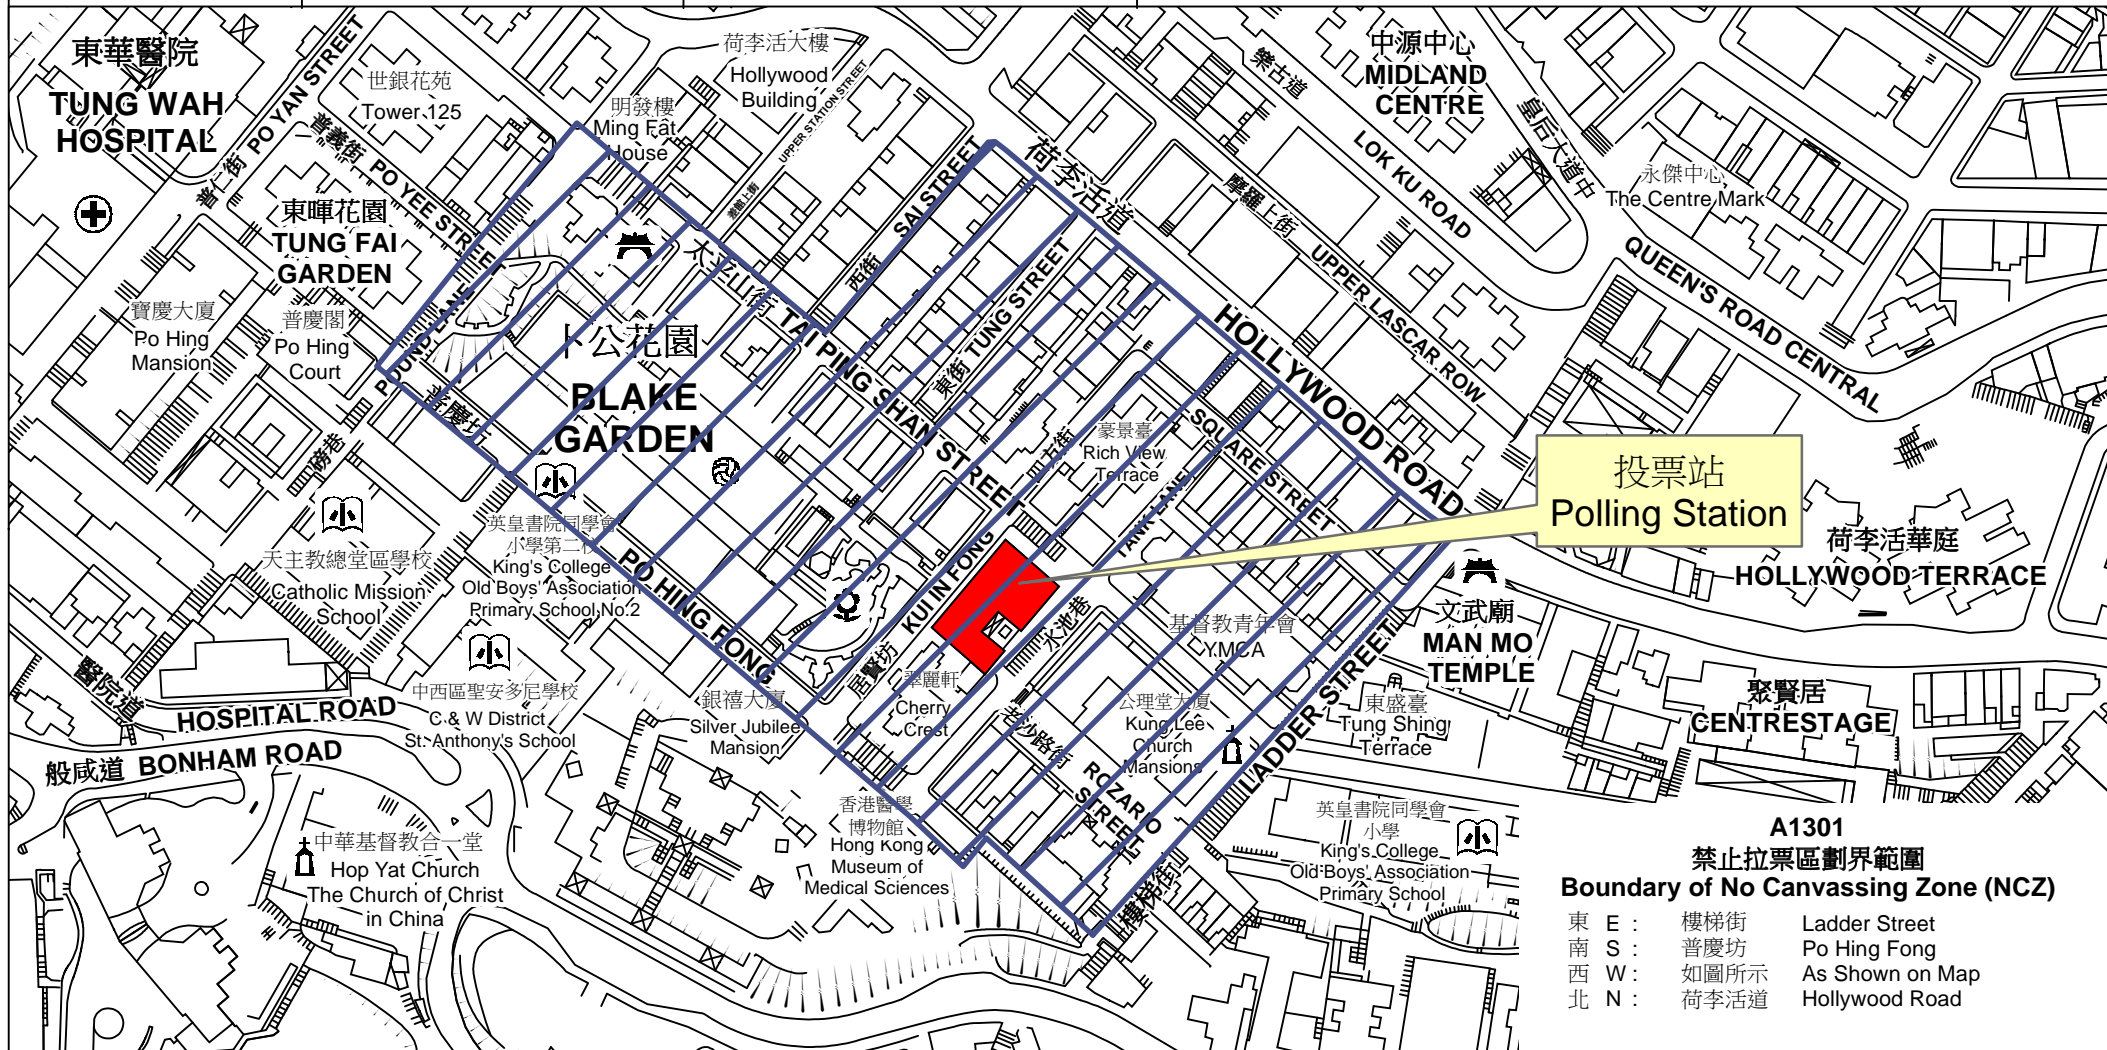 東華醫院
TUNG WAH
HOSPITAL
普仁街 PO YAN STREET
世銀花苑
Tower 125
普義街 PO YEE STREET
東暉花園
TUNG FAI
GARDEN
寶慶大廈
Po Hing
Mansion
普慶閣
Po Hing
Court
荷李活大樓
Hollywood
Building
明發樓
Ming Fat
House
差館上街
UPPER STATION STREET
西街
SAI STREET
荷李活道
HOLLYWOOD ROAD
樂古道
LOK KU ROAD
中源中心
MIDLAND
CENTRE
皇后大道中
QUEEN'S ROAD CENTRAL
永傑中心
The Centre Mark
摩羅上街
UPPER LASCAR ROW
太平山街 TAI PING SHAN STREET
東街 TUNG STREET
POUND LANE
磅巷
卜公花園
BLAKE
GARDEN
普慶坊
PO HING FONG
豪景臺
Rich View
Terrace
SQUARE STREET
TANK LANE
水池巷
投票站
Polling Station
居賢坊 KUI IN FONG
翠麗軒
Cherry
Crest
基督教青年會
YMCA
公理堂大廈
Kung Lee
Church
Mansions
老沙路街
ROZARIO
STREET
LADDER STREET
樓梯街
文武廟
MAN MO
TEMPLE
荷李活華庭
HOLLYWOOD TERRACE
聚賢居
CENTRESTAGE
東盛臺
Tung Shing
Terrace
天主教總堂區學校
Catholic Mission
School
英皇書院同學會
小學第二校
King's College
Old Boys' Association
Primary School No.2
中西區聖安多尼學校
C & W District
St. Anthony's School
銀禧大廈
Silver Jubilee
Mansion
香港醫學
博物館
Hong Kong
Museum of
Medical Sciences
醫院道
HOSPITAL ROAD
般咸道 BONHAM ROAD
中華基督教合一堂
Hop Yat Church
The Church of Christ
in China
英皇書院同學會
小學
King's College
Old Boys' Association
Primary School
A1301
禁止拉票區劃界範圍
Boundary of No Canvassing Zone (NCZ)
東 E : 樓梯街 Ladder Street
南 S : 普慶坊 Po Hing Fong
西 W : 如圖所示 As Shown on Map
北 N : 荷李活道 Hollywood Road